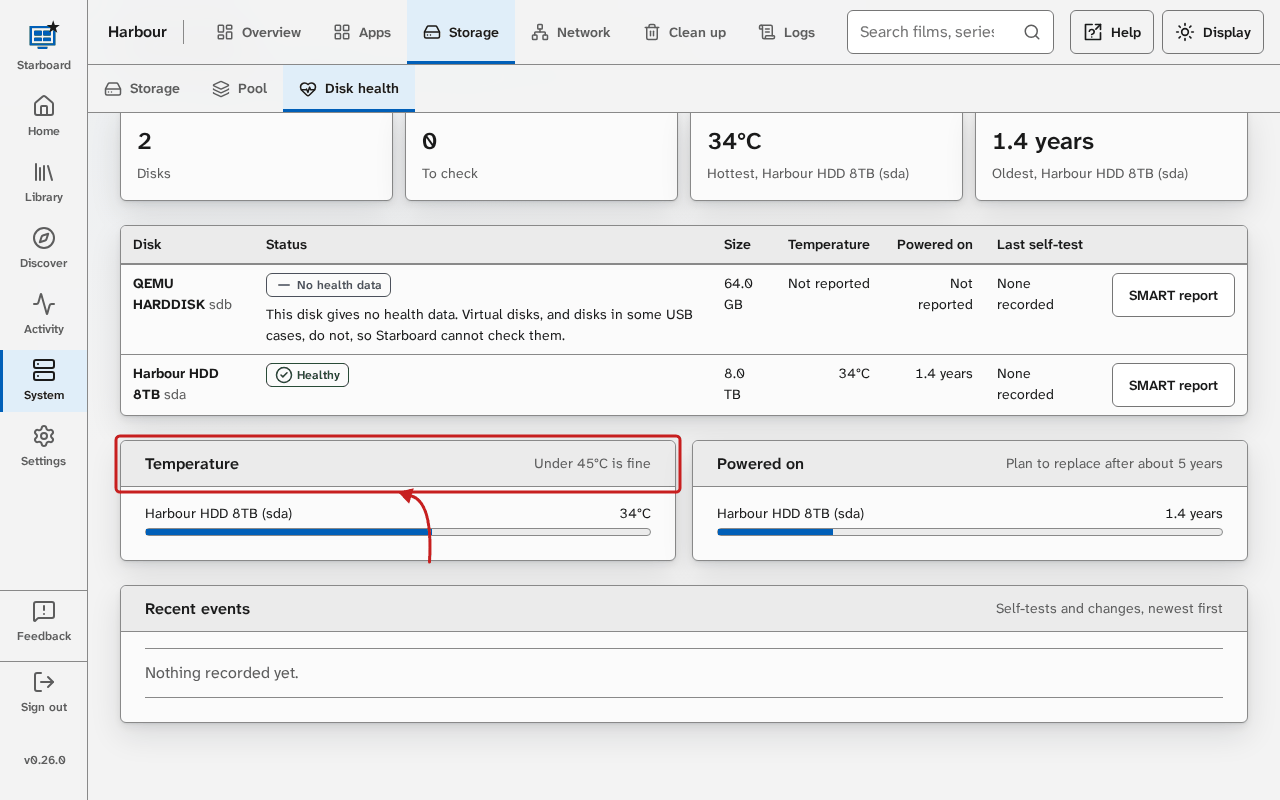 Starboard
Home
Library
Discover
Activity
System
Settings
Feedback
Sign out
v0.26.0
Harbour
Overview
Apps
Storage
Network
Clean up
Logs
Search films, series
Help
Display
Storage
Pool
Disk health
2
Disks
0
To check
34°C
Hottest, Harbour HDD 8TB (sda)
1.4 years
Oldest, Harbour HDD 8TB (sda)
Disk Status Size Temperature Powered on Last self-test
QEMU HARDDISK sdb
No health data
This disk gives no health data. Virtual disks, and disks in some USB
cases, do not, so Starboard cannot check them.
64.0 GB
Not reported
Not reported
None recorded
SMART report
Harbour HDD 8TB sda
Healthy
8.0 TB
34°C
1.4 years
None recorded
SMART report
Temperature
Under 45°C is fine
Harbour HDD 8TB (sda)
34°C
Powered on
Plan to replace after about 5 years
Harbour HDD 8TB (sda)
1.4 years
Recent events
Self-tests and changes, newest first
Nothing recorded yet.